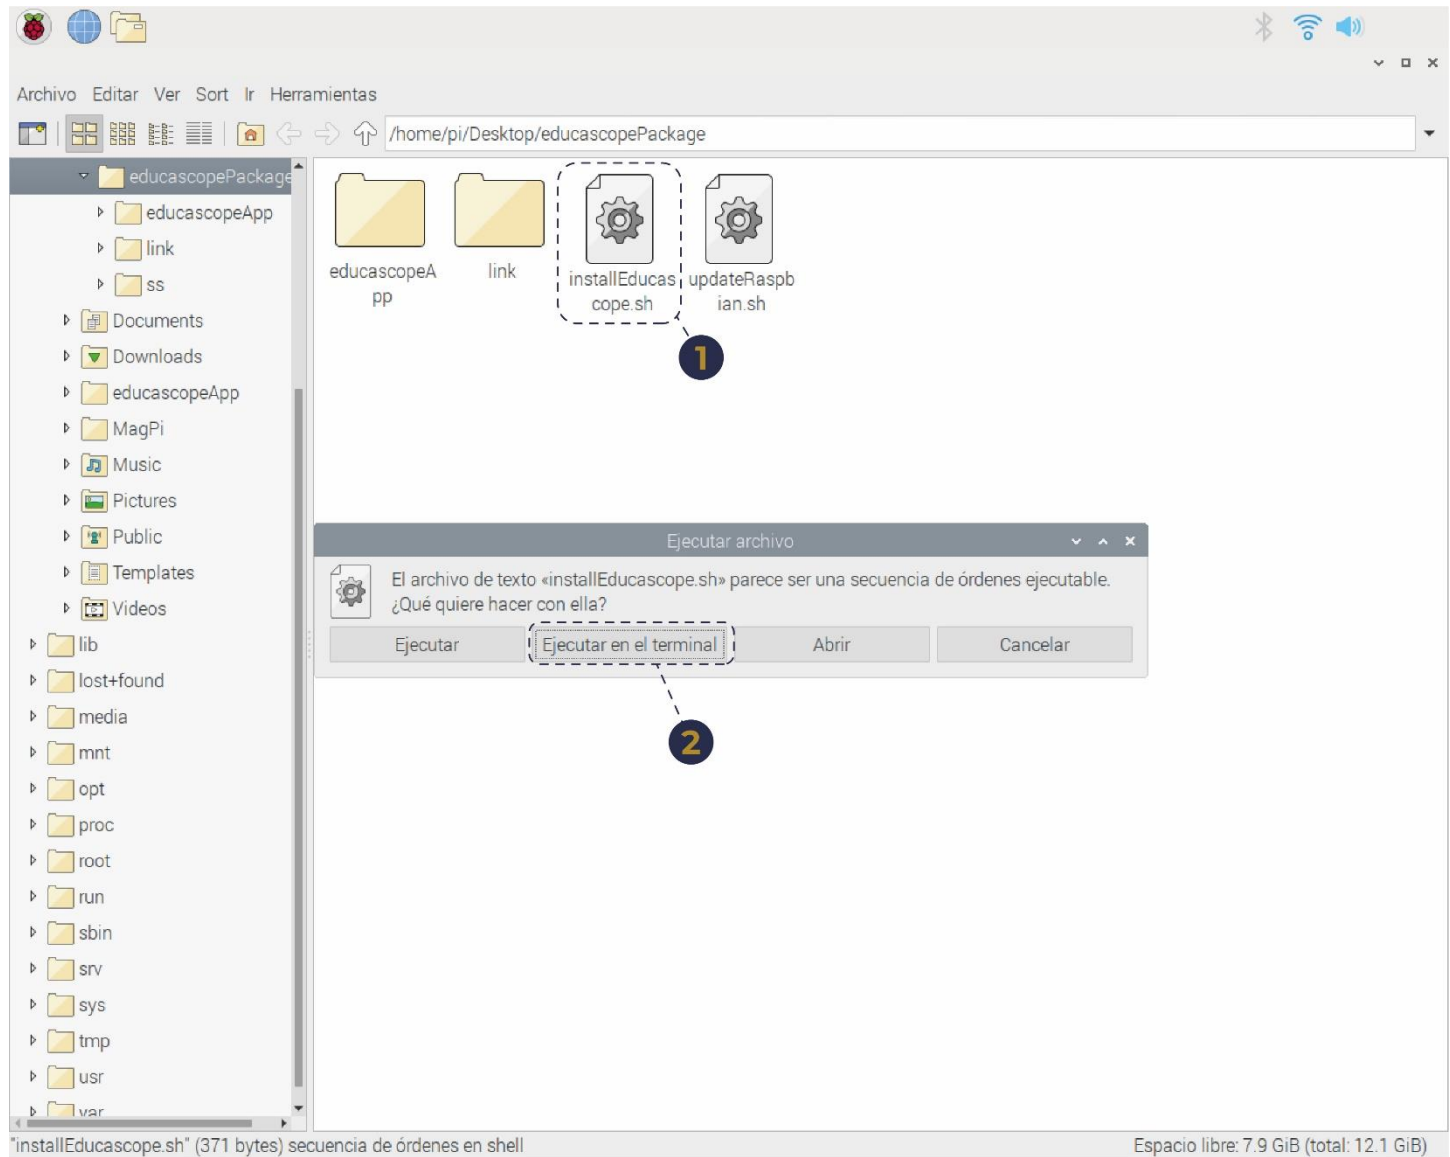 Archivo Editar Ver Sort Ir Herramientas
/home/pi/Desktop/educascopePackage
educascopePackage
educascopeApp
link
ss
Documents
Downloads
educascopeApp
MagPi
Music
Pictures
Public
Templates
Videos
lib
lost+found
media
mnt
opt
proc
root
run
sbin
srv
sys
tmp
usr
var
educascopeA
pp
link
installEducas
cope.sh
updateRaspb
ian.sh
1
Ejecutar archivo
El archivo de texto «installEducascope.sh» parece ser una secuencia de órdenes ejecutable.
¿Qué quiere hacer con ella?
Ejecutar
Ejecutar en el terminal
Abrir
Cancelar
2
"installEducascope.sh" (371 bytes) secuencia de órdenes en shell
Espacio libre: 7.9 GiB (total: 12.1 GiB)